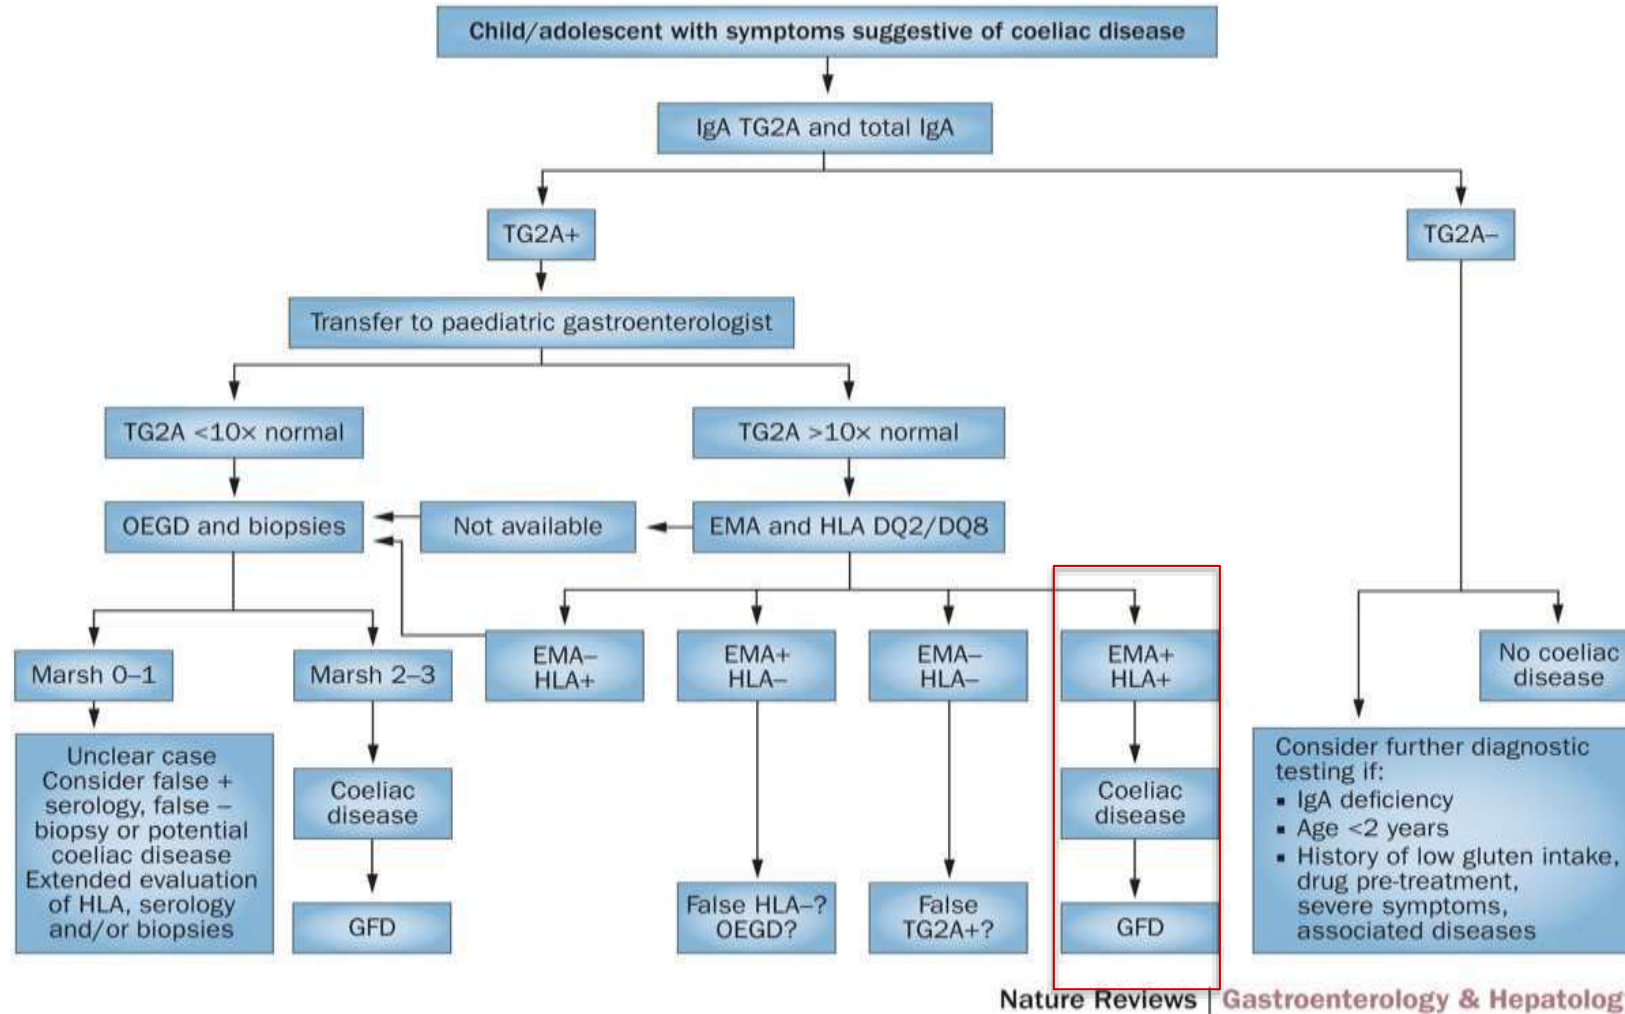 Child/adolescent with symptoms suggestive of coeliac disease
IgA TG2A and total IgA
TG2A+
TG2A–
Transfer to paediatric gastroenterologist
TG2A <10× normal
TG2A >10× normal
OEGD and biopsies
Not available
EMA and HLA DQ2/DQ8
Marsh 0–1
Marsh 2–3
EMA–
HLA+
EMA+
HLA–
EMA–
HLA–
EMA+
HLA+
No coeliac
disease
Unclear case
Consider false +
serology, false –
biopsy or potential
coeliac disease
Extended evaluation
of HLA, serology
and/or biopsies
Coeliac
disease
GFD
False HLA–?
OEGD?
False
TG2A+?
Coeliac
disease
GFD
Consider further diagnostic
testing if:
▪ IgA deficiency
▪ Age <2 years
▪ History of low gluten intake,
drug pre-treatment,
severe symptoms,
associated diseases
Nature Reviews | Gastroenterology & Hepatolog